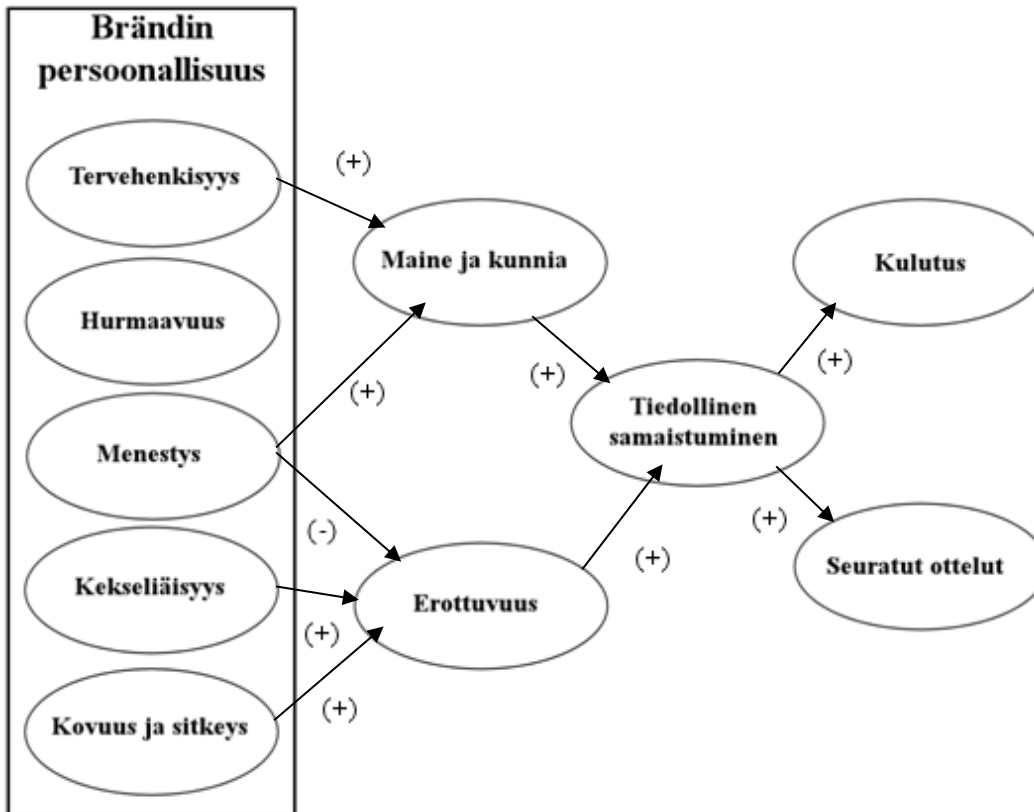 Brändin
persoonallisuus
Tervehenkisyys
Hurmaavuus
Menestys
Kekseliäisyys
Kovuus ja sitkeys
(+)
(+)
(-)
(+)
(+)
Maine ja kunnia
Erottuvuus
(+)
(+)
Tiedollinen
samaistuminen
(+)
(+)
Kulutus
Seuratut ottelut